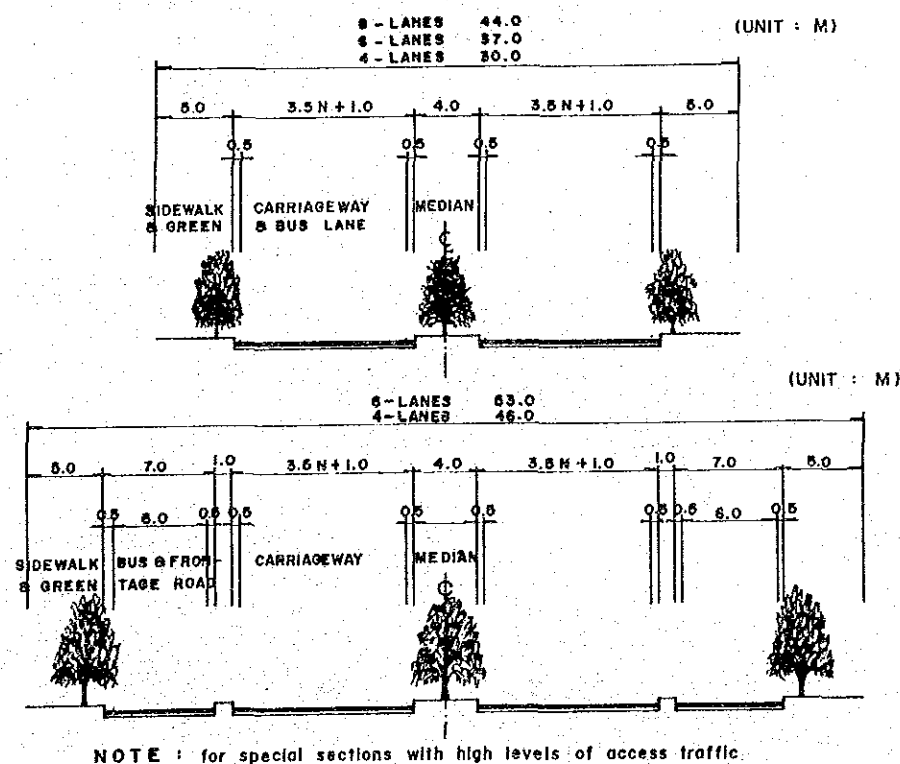 8-LANES 44.0
6-LANES 37.0
4-LANES 30.0
(UNIT : M)
5.0 3.5N+1.0 4.0 3.5N+1.0 5.0
0.5 0.5 0.5 0.5
SIDEWALK & GREEN
CARRIAGEWAY & BUS LANE
MEDIAN
℄
(UNIT : M)
6-LANES 53.0
4-LANES 46.0
5.0 7.0 1.0 3.5N+1.0 4.0 3.5N+1.0 1.0 7.0 5.0
0.5 6.0 0.5 0.5 0.5 0.5 0.5 0.5 6.0 0.5
SIDEWALK & GREEN
BUS & FRON-
TAGE ROAD
CARRIAGEWAY
MEDIAN
℄
NOTE : for special sections with high levels of access traffic